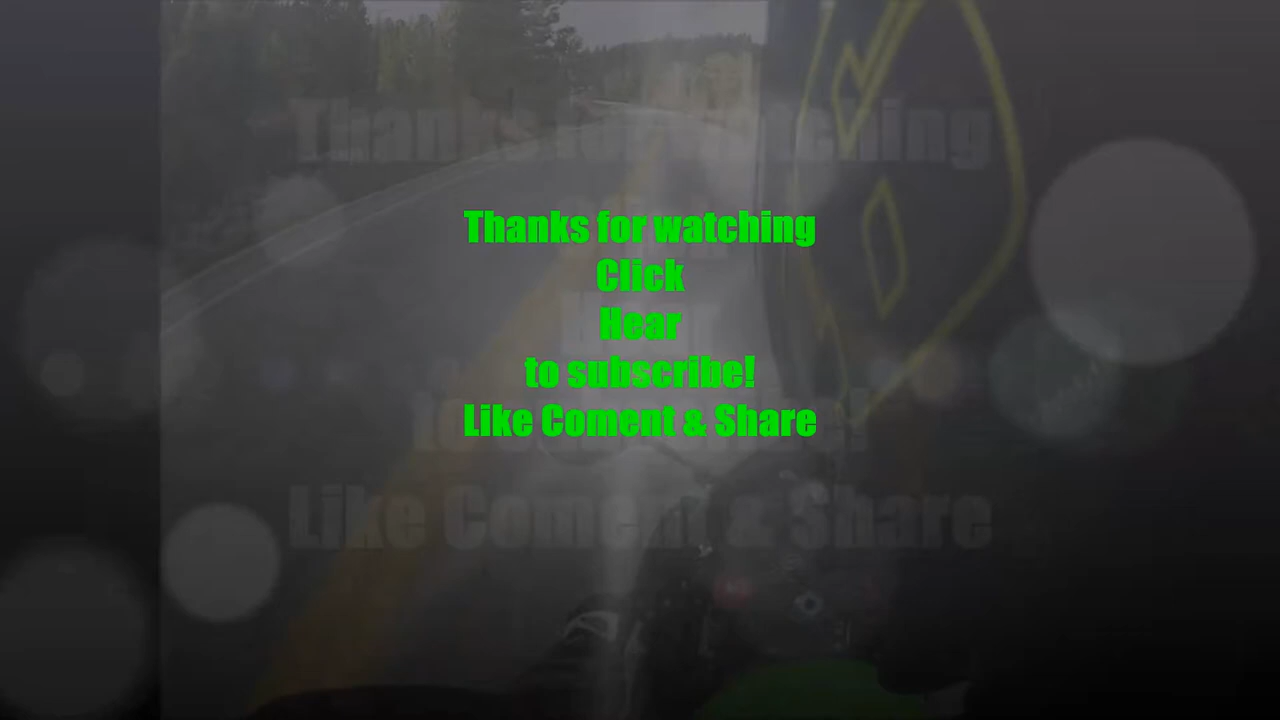 Thanks for watching
Click
Hear
to subscribe!
Like Coment & Share